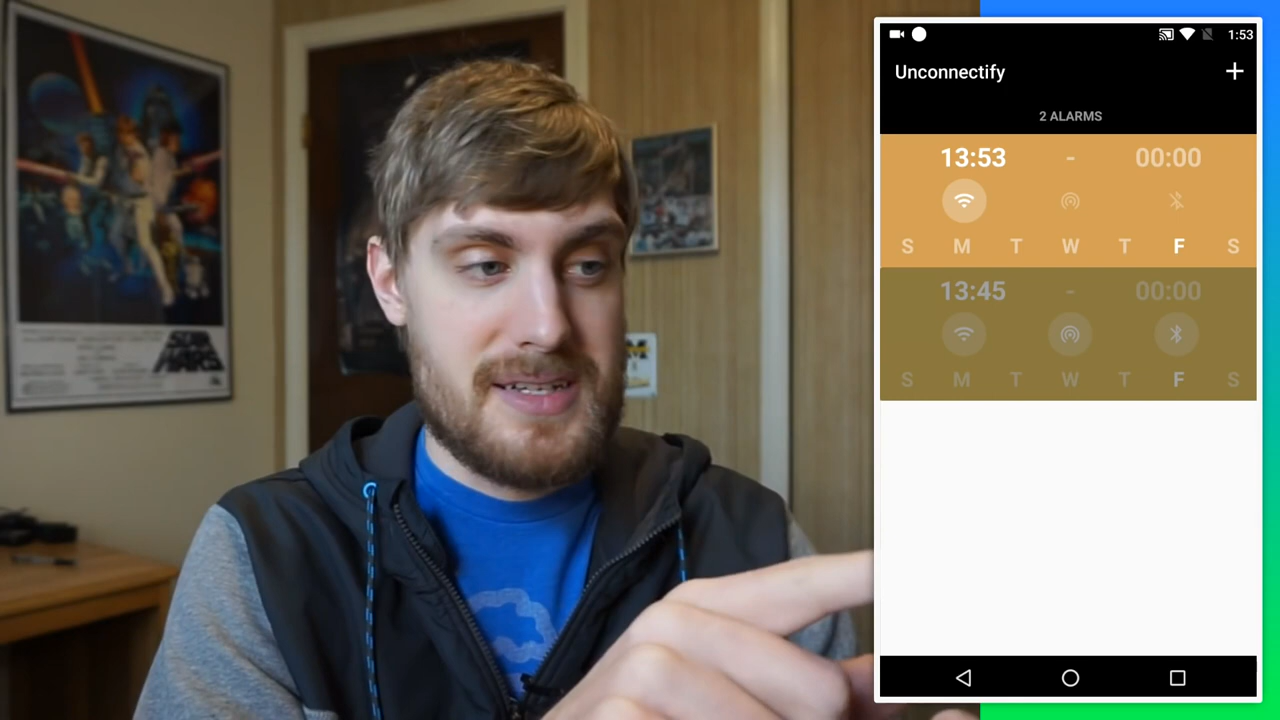 STAR
WARS
M
1:53
Unconnectify
+
2 ALARMS
13:53 - 00:00
S M T W T F S
13:45 - 00:00
S M T W T F S